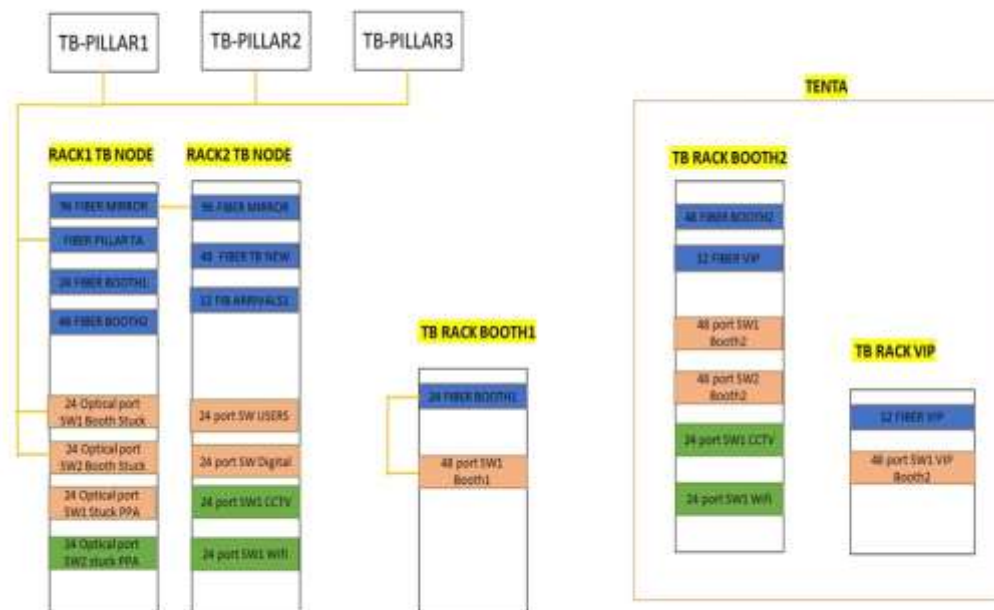 TB-PILLAR1
TB-PILLAR2
TB-PILLAR3
TENTA
RACK1 TB NODE
96 FIBER MIRROR
FIBER PILLAR TA
24 FIBER BOOTH1
48 FIBER BOOTH2
24 Optical port
SW1 Booth Stuck
24 Optical port
SW2 Booth Stuck
24 Optical port
SW1 Stuck PPA
24 Optical port
SW2 stuck PPA
RACK2 TB NODE
96 FIBER MIRROR
48 FIBER TB NEW
12 FIB ARRIVALS1
24 port SW USERS
24 port SW Digital
24 port SW1 CCTV
24 port SW1 Wifi
TB RACK BOOTH1
24 FIBER BOOTH1
48 port SW1
Booth1
TB RACK BOOTH2
48 FIBER BOOTH2
12 FIBER VIP
48 port SW1
Booth2
48 port SW2
Booth2
24 port SW1 CCTV
24 port SW1 Wifi
TB RACK VIP
12 FIBER VIP
48 port SW1 VIP
Booth2